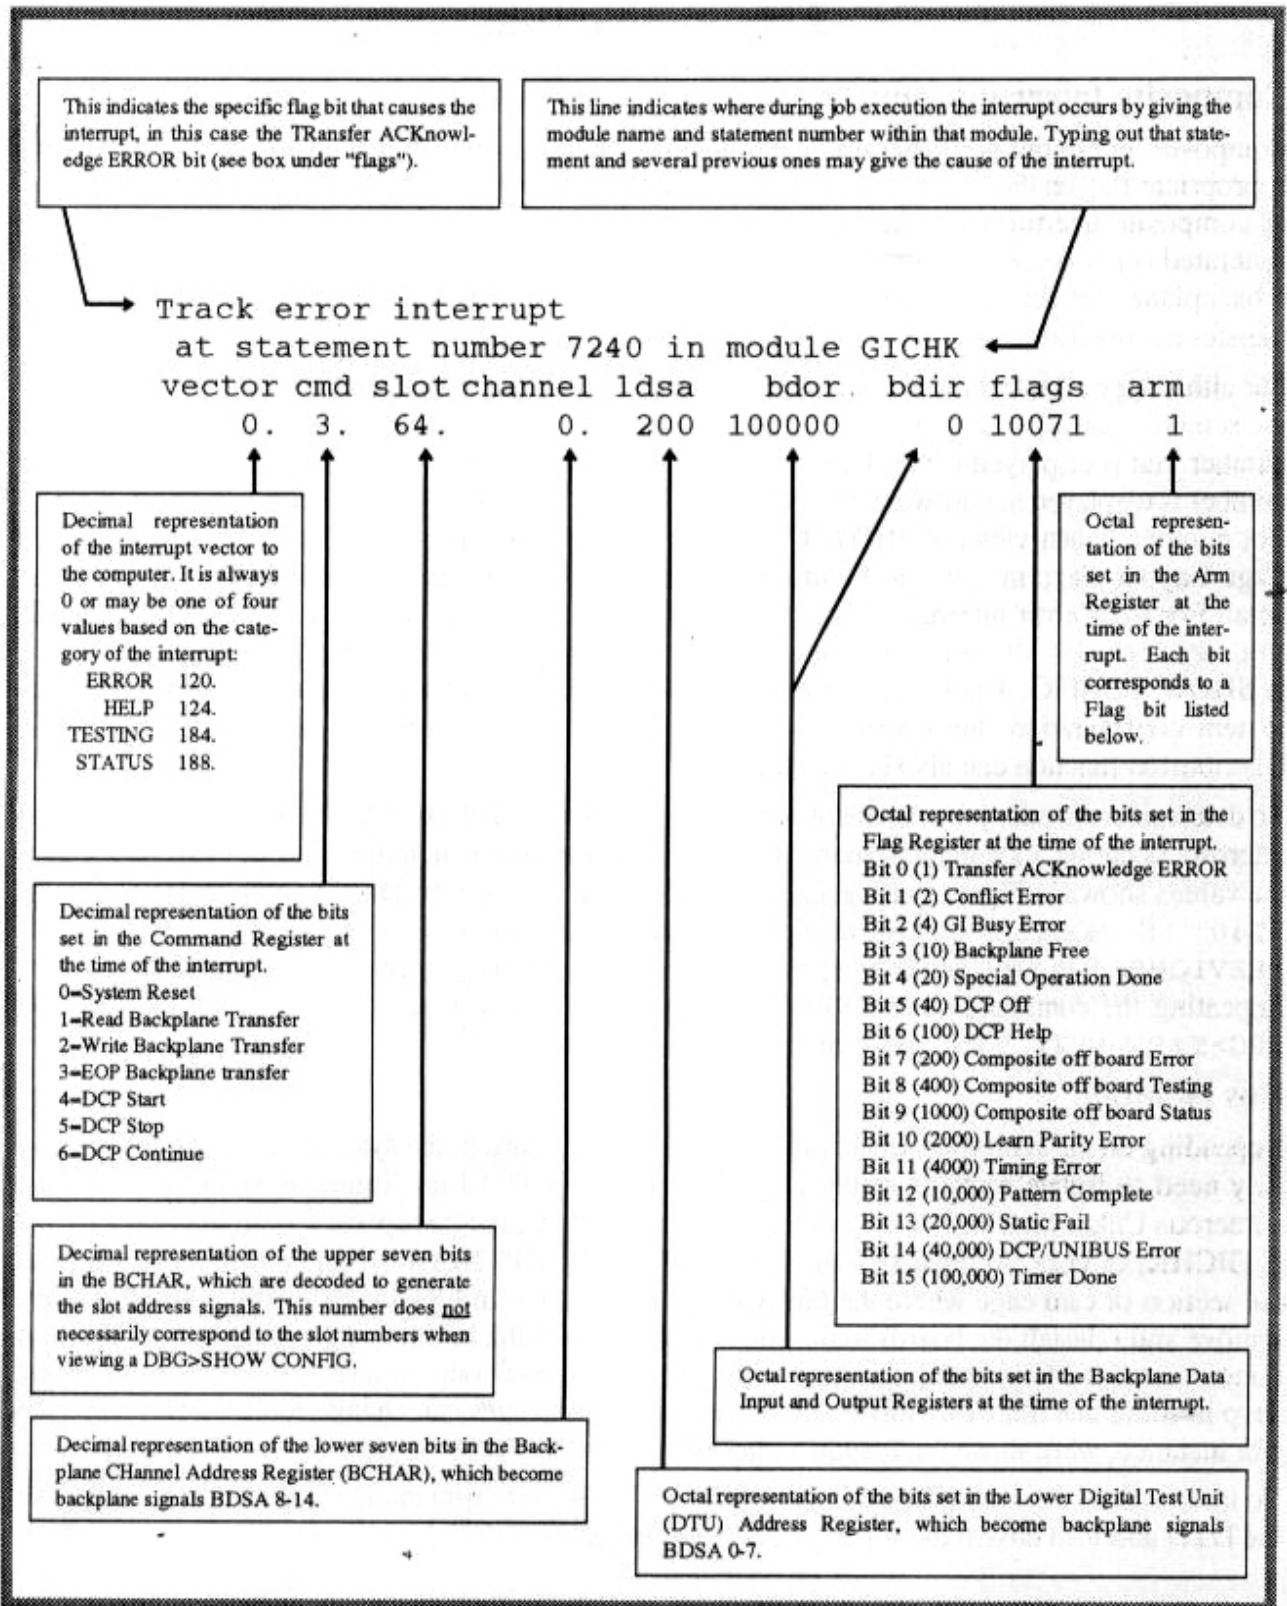 This indicates the specific flag bit that causes the
interrupt, in this case the TRansfer ACKnowl-
edge ERROR bit (see box under "flags").
This line indicates where during job execution the interrupt occurs by giving the
module name and statement number within that module. Typing out that state-
ment and several previous ones may give the cause of the interrupt.
Track error interrupt
at statement number 7240 in module GICHK
vector cmd slot channel ldsa bdor bdir flags arm
0. 3. 64. 0. 200 100000 0 10071 1
Decimal representation
of the interrupt vector to
the computer. It is always
0 or may be one of four
values based on the cate-
gory of the interrupt:
ERROR 120.
HELP 124.
TESTING 184.
STATUS 188.
Octal represen-
tation of the bits
set in the Arm
Register at the
time of the inter-
rupt. Each bit
corresponds to a
Flag bit listed
below.
Octal representation of the bits set in the
Flag Register at the time of the interrupt.
Bit 0 (1) Transfer ACKnowledge ERROR
Bit 1 (2) Conflict Error
Bit 2 (4) GI Busy Error
Bit 3 (10) Backplane Free
Bit 4 (20) Special Operation Done
Bit 5 (40) DCP Off
Bit 6 (100) DCP Help
Bit 7 (200) Composite off board Error
Bit 8 (400) Composite off board Testing
Bit 9 (1000) Composite off board Status
Bit 10 (2000) Learn Parity Error
Bit 11 (4000) Timing Error
Bit 12 (10,000) Pattern Complete
Bit 13 (20,000) Static Fail
Bit 14 (40,000) DCP/UNIBUS Error
Bit 15 (100,000) Timer Done
Decimal representation of the bits
set in the Command Register at
the time of the interrupt.
0=System Reset
1=Read Backplane Transfer
2=Write Backplane Transfer
3=EOP Backplane transfer
4=DCP Start
5=DCP Stop
6=DCP Continue
Decimal representation of the upper seven bits
in the BCHAR, which are decoded to generate
the slot address signals. This number does not
necessarily correspond to the slot numbers when
viewing a DBG>SHOW CONFIG.
Octal representation of the bits set in the Backplane Data
Input and Output Registers at the time of the interrupt.
Decimal representation of the lower seven bits in the Back-
plane CHannel Address Register (BCHAR), which become
backplane signals BDSA 8-14.
Octal representation of the bits set in the Lower Digital Test Unit
(DTU) Address Register, which become backplane signals
BDSA 0-7.